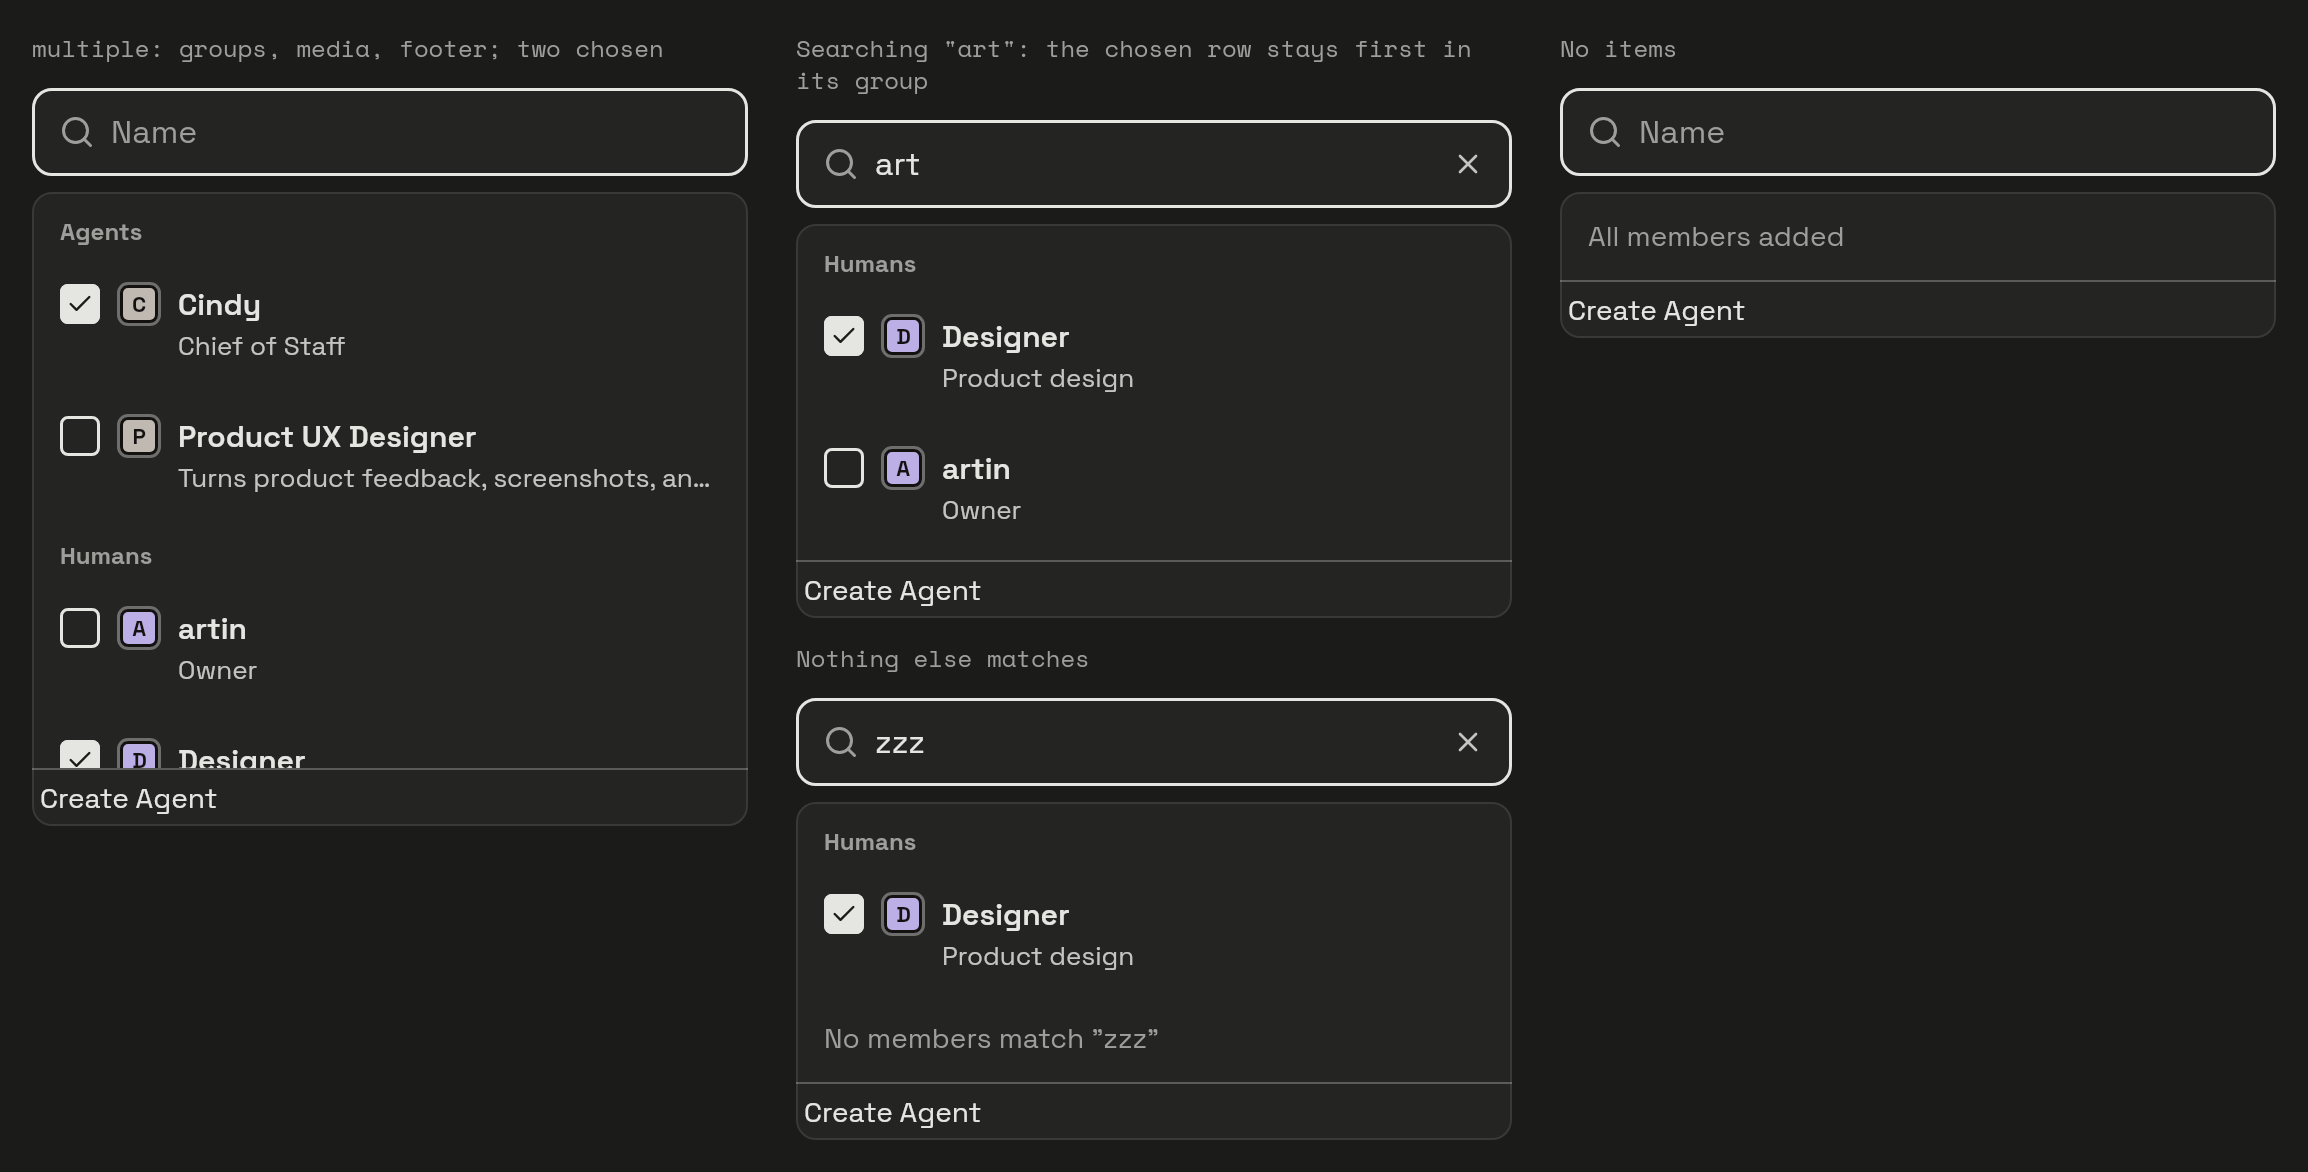 multiple: groups, media, footer; two chosen
Name
Agents
C Cindy
Chief of Staff
P Product UX Designer
Turns product feedback, screenshots, an...
Humans
A artin
Owner
D Designer
Create Agent
Searching "art": the chosen row stays first in
its group
art
Humans
D Designer
Product design
A artin
Owner
Create Agent
Nothing else matches
zzz
Humans
D Designer
Product design
No members match ”zzz”
Create Agent
No items
Name
All members added
Create Agent